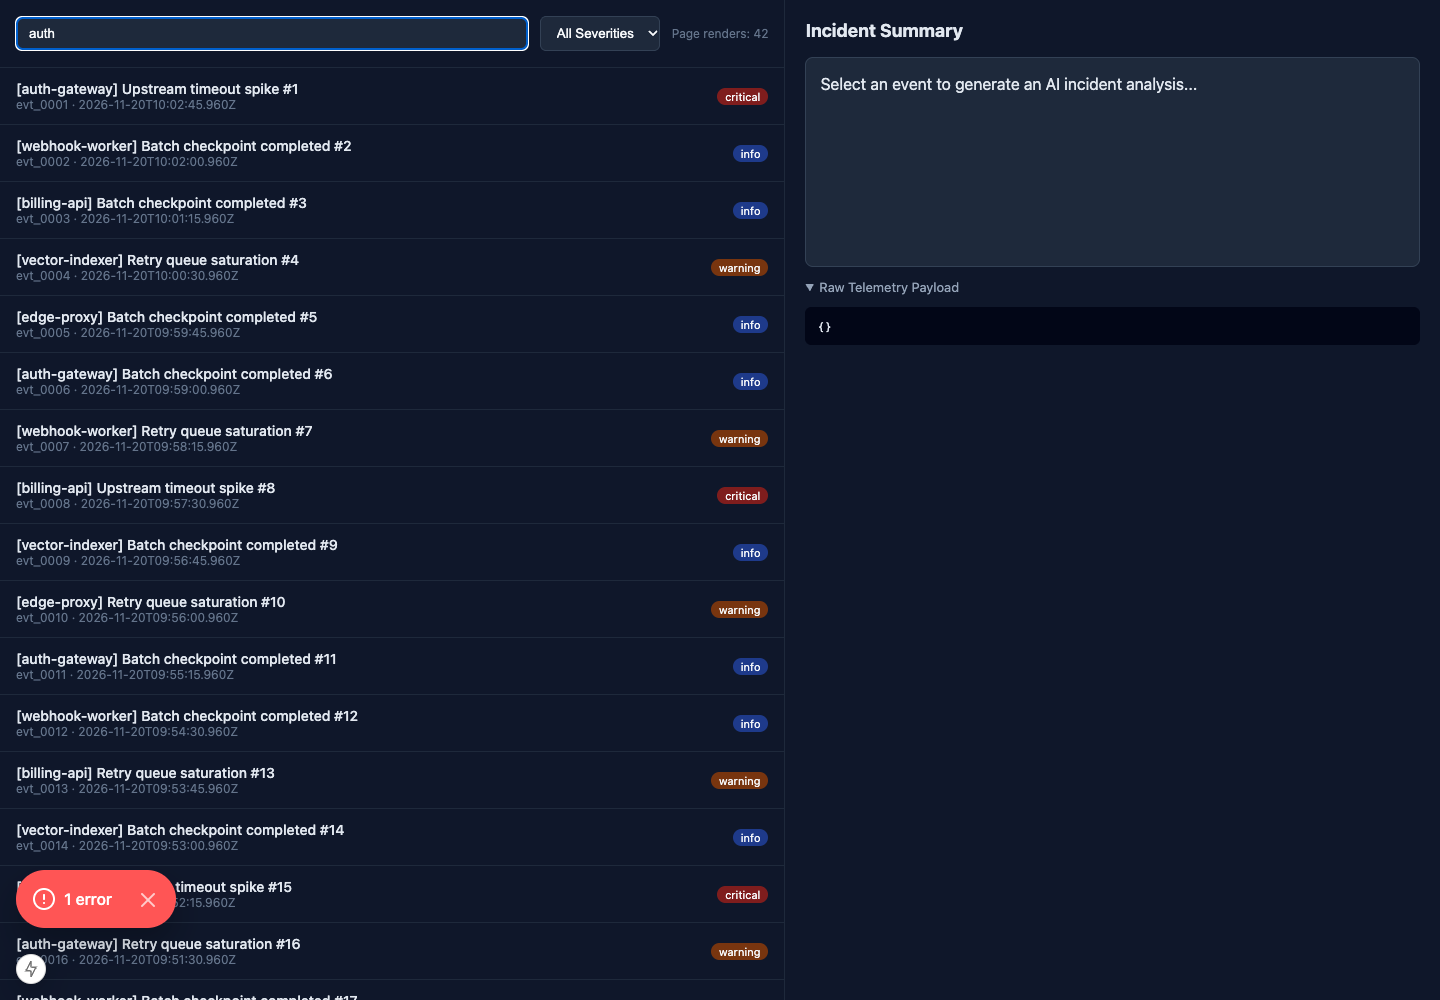 auth
All Severities
Page renders: 42
[auth-gateway] Upstream timeout spike #1
evt_0001 · 2026-11-20T10:02:45.960Z
critical
[webhook-worker] Batch checkpoint completed #2
evt_0002 · 2026-11-20T10:02:00.960Z
info
[billing-api] Batch checkpoint completed #3
evt_0003 · 2026-11-20T10:01:15.960Z
info
[vector-indexer] Retry queue saturation #4
evt_0004 · 2026-11-20T10:00:30.960Z
warning
[edge-proxy] Batch checkpoint completed #5
evt_0005 · 2026-11-20T09:59:45.960Z
info
[auth-gateway] Batch checkpoint completed #6
evt_0006 · 2026-11-20T09:59:00.960Z
info
[webhook-worker] Retry queue saturation #7
evt_0007 · 2026-11-20T09:58:15.960Z
warning
[billing-api] Upstream timeout spike #8
evt_0008 · 2026-11-20T09:57:30.960Z
critical
[vector-indexer] Batch checkpoint completed #9
evt_0009 · 2026-11-20T09:56:45.960Z
info
[edge-proxy] Retry queue saturation #10
evt_0010 · 2026-11-20T09:56:00.960Z
warning
[auth-gateway] Batch checkpoint completed #11
evt_0011 · 2026-11-20T09:55:15.960Z
info
[webhook-worker] Batch checkpoint completed #12
evt_0012 · 2026-11-20T09:54:30.960Z
info
[billing-api] Retry queue saturation #13
evt_0013 · 2026-11-20T09:53:45.960Z
warning
[vector-indexer] Batch checkpoint completed #14
evt_0014 · 2026-11-20T09:53:00.960Z
info
timeout spike #15
52:15.960Z
critical
1 error
[auth-gateway] Retry queue saturation #16
0016 · 2026-11-20T09:51:30.960Z
warning
[webhook-worker] Batch checkpoint completed #17
Incident Summary
Select an event to generate an AI incident analysis...
Raw Telemetry Payload
{}